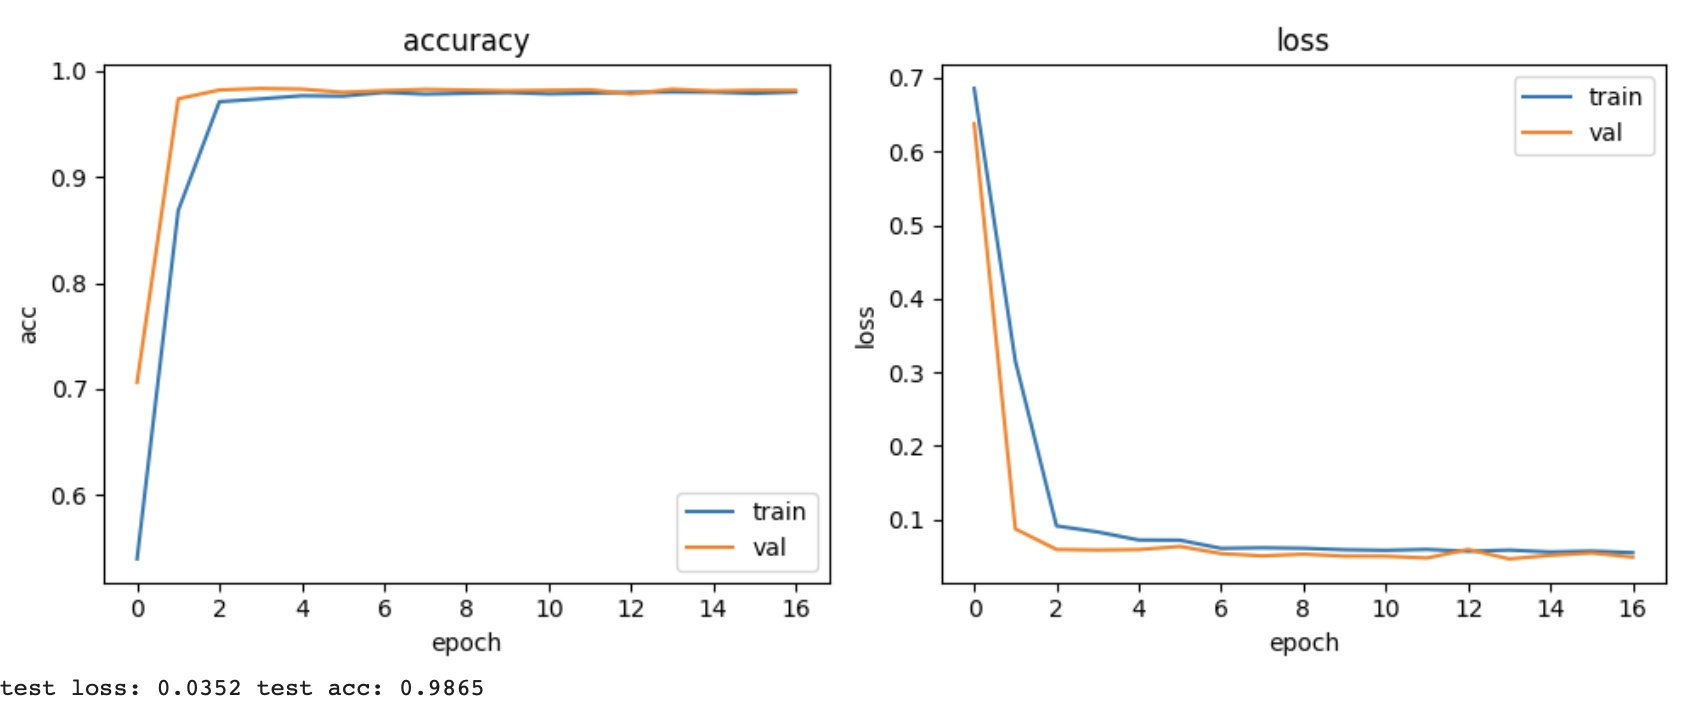 accuracy
1.0
0.9
0.8
0.7
0.6
acc
0 2 4 6 8 10 12 14 16
epoch
train
val
loss
0.7
0.6
0.5
0.4
0.3
0.2
0.1
loss
0 2 4 6 8 10 12 14 16
epoch
train
val
test loss: 0.0352 test acc: 0.9865